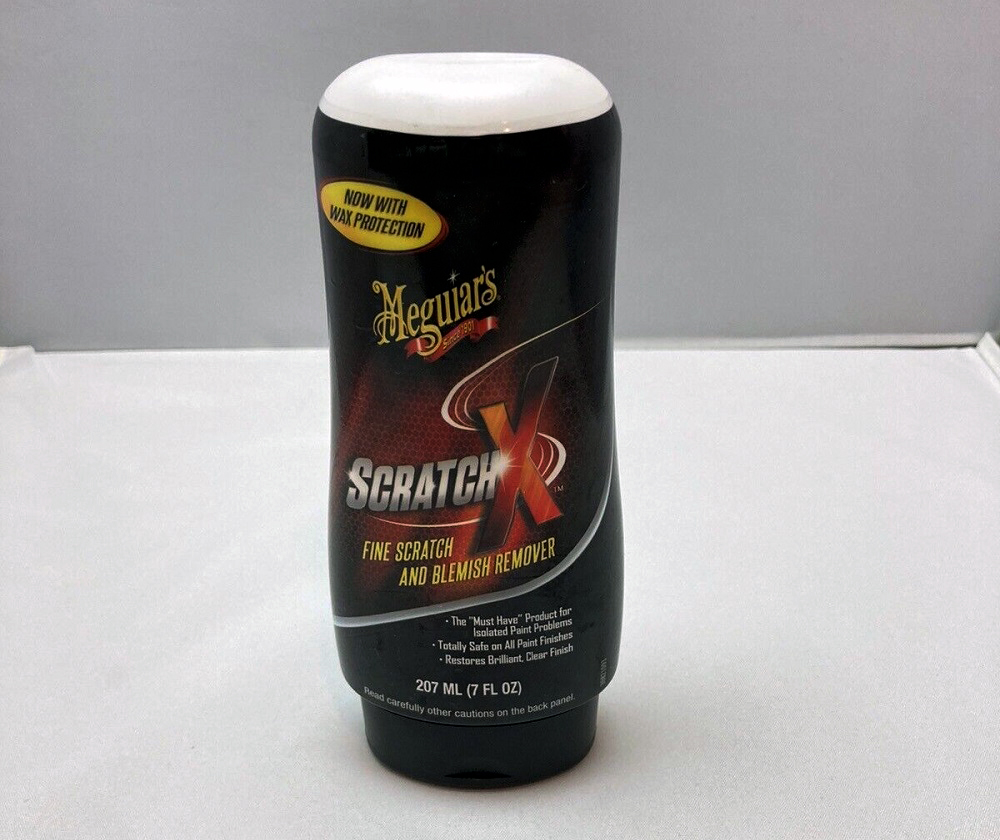 NOW WITH
WAX PROTECTION
Meguiar's
Since 1901
SCRATCH X™
FINE SCRATCH
AND BLEMISH REMOVER
• The "Must Have" Product for
Isolated Paint Problems
• Totally Safe on All Paint Finishes
• Restores Brilliant, Clear Finish
207 ML (7 FL OZ)
Read carefully other cautions on the back panel.